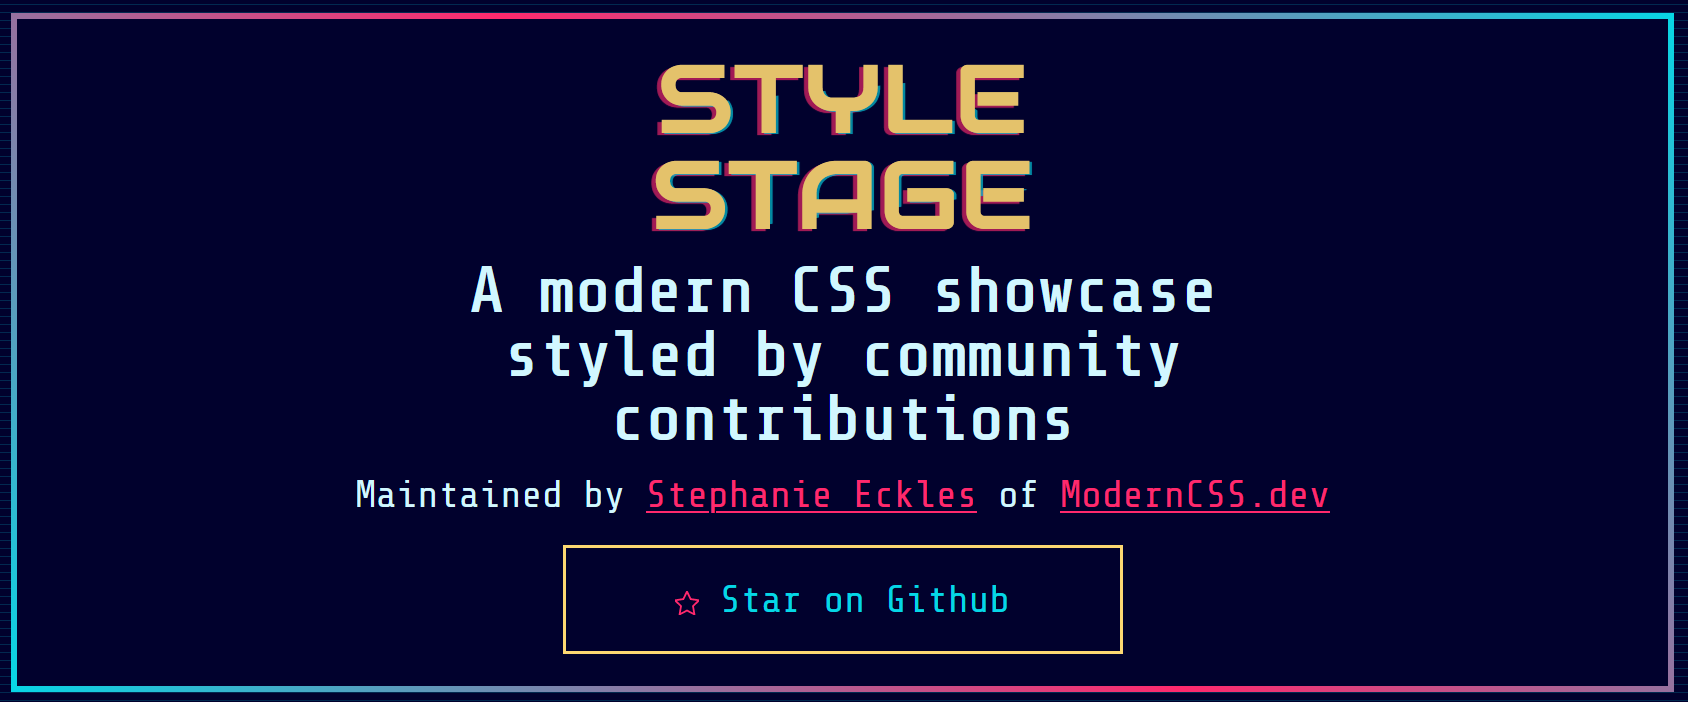 STYLE
STAGE
A modern CSS showcase
styled by community
contributions
Maintained by Stephanie Eckles of ModernCSS.dev
Star on Github